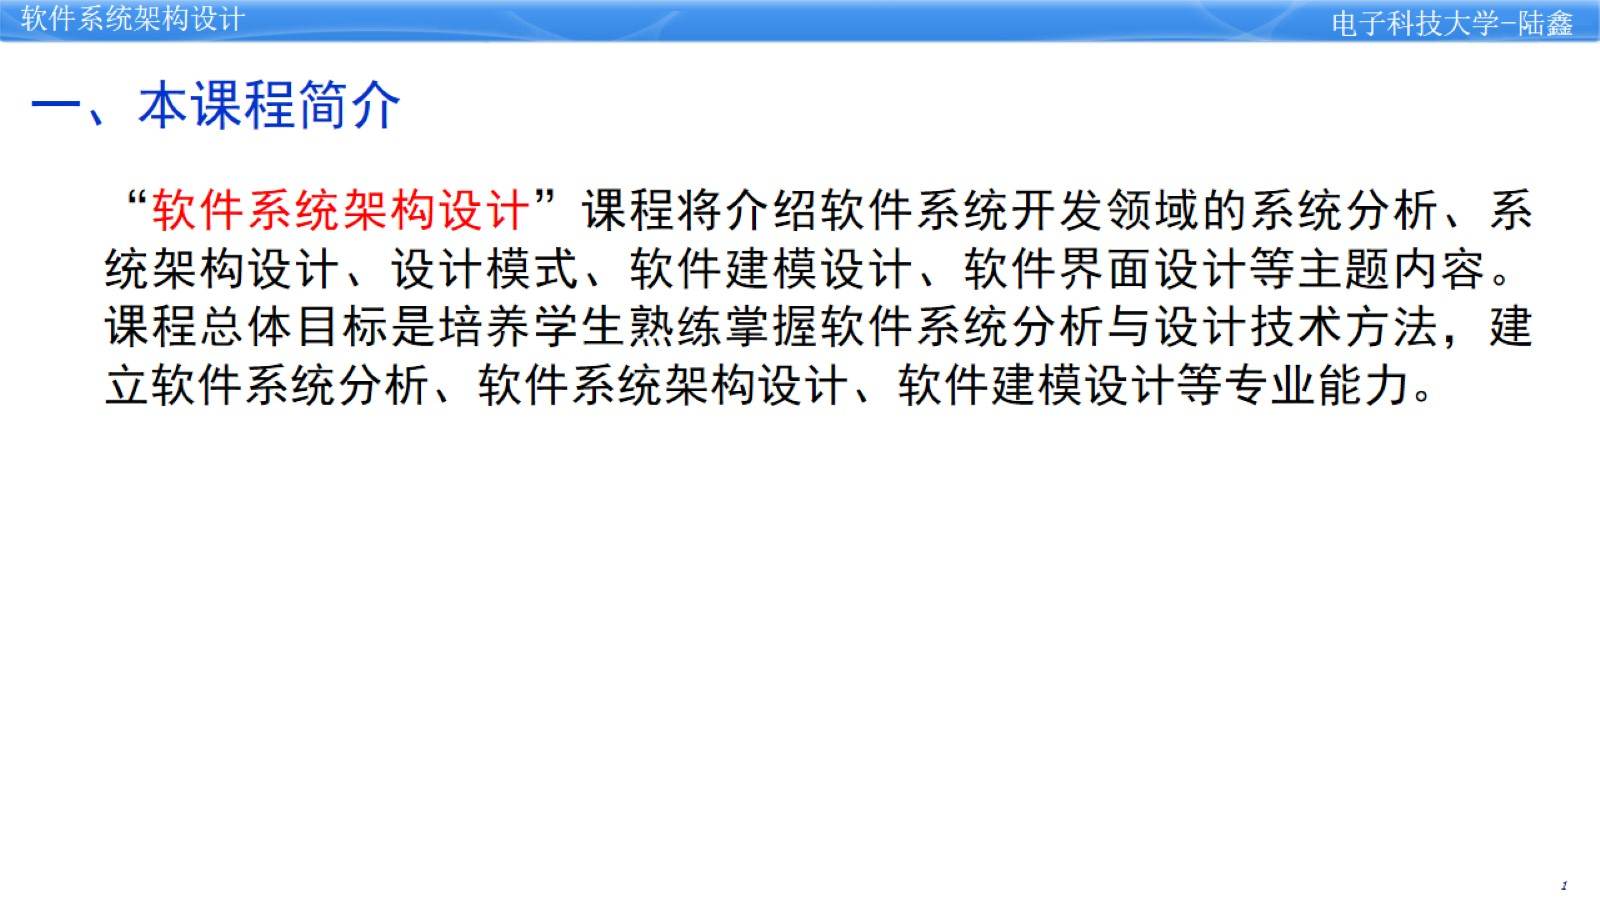 软件系统架构设计
电子科技大学-陆鑫
一、本课程简介
“软件系统架构设计”课程将介绍软件系统开发领域的系统分析、系
统架构设计、设计模式、软件建模设计、软件界面设计等主题内容。
课程总体目标是培养学生熟练掌握软件系统分析与设计技术方法，建
立软件系统分析、软件系统架构设计、软件建模设计等专业能力。
1